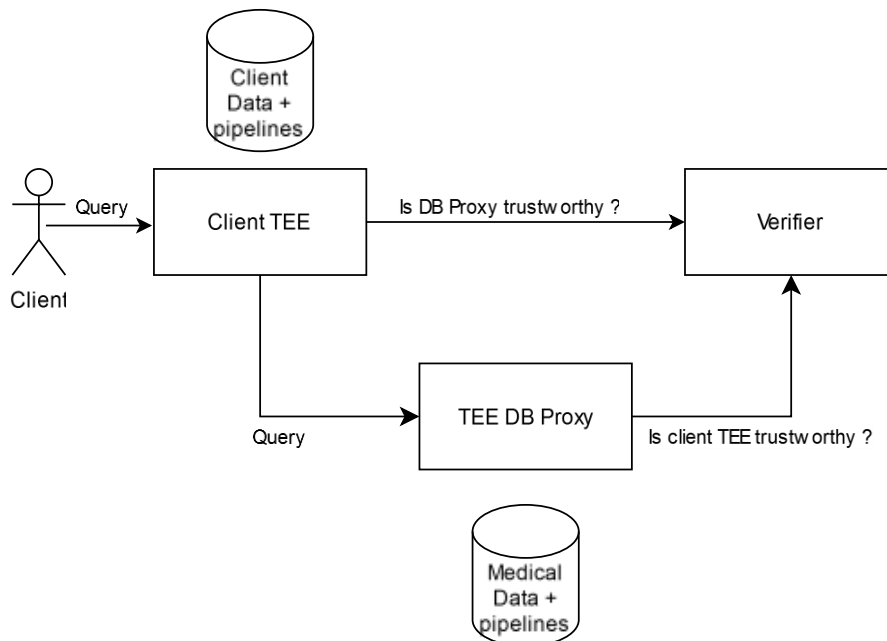 Client
Data +
pipelines
Query
Client TEE
Is DB Proxy trustworthy ?
Verifier
Client
TEE DB Proxy
Query
Is client TEE trustworthy ?
Medical
Data +
pipelines